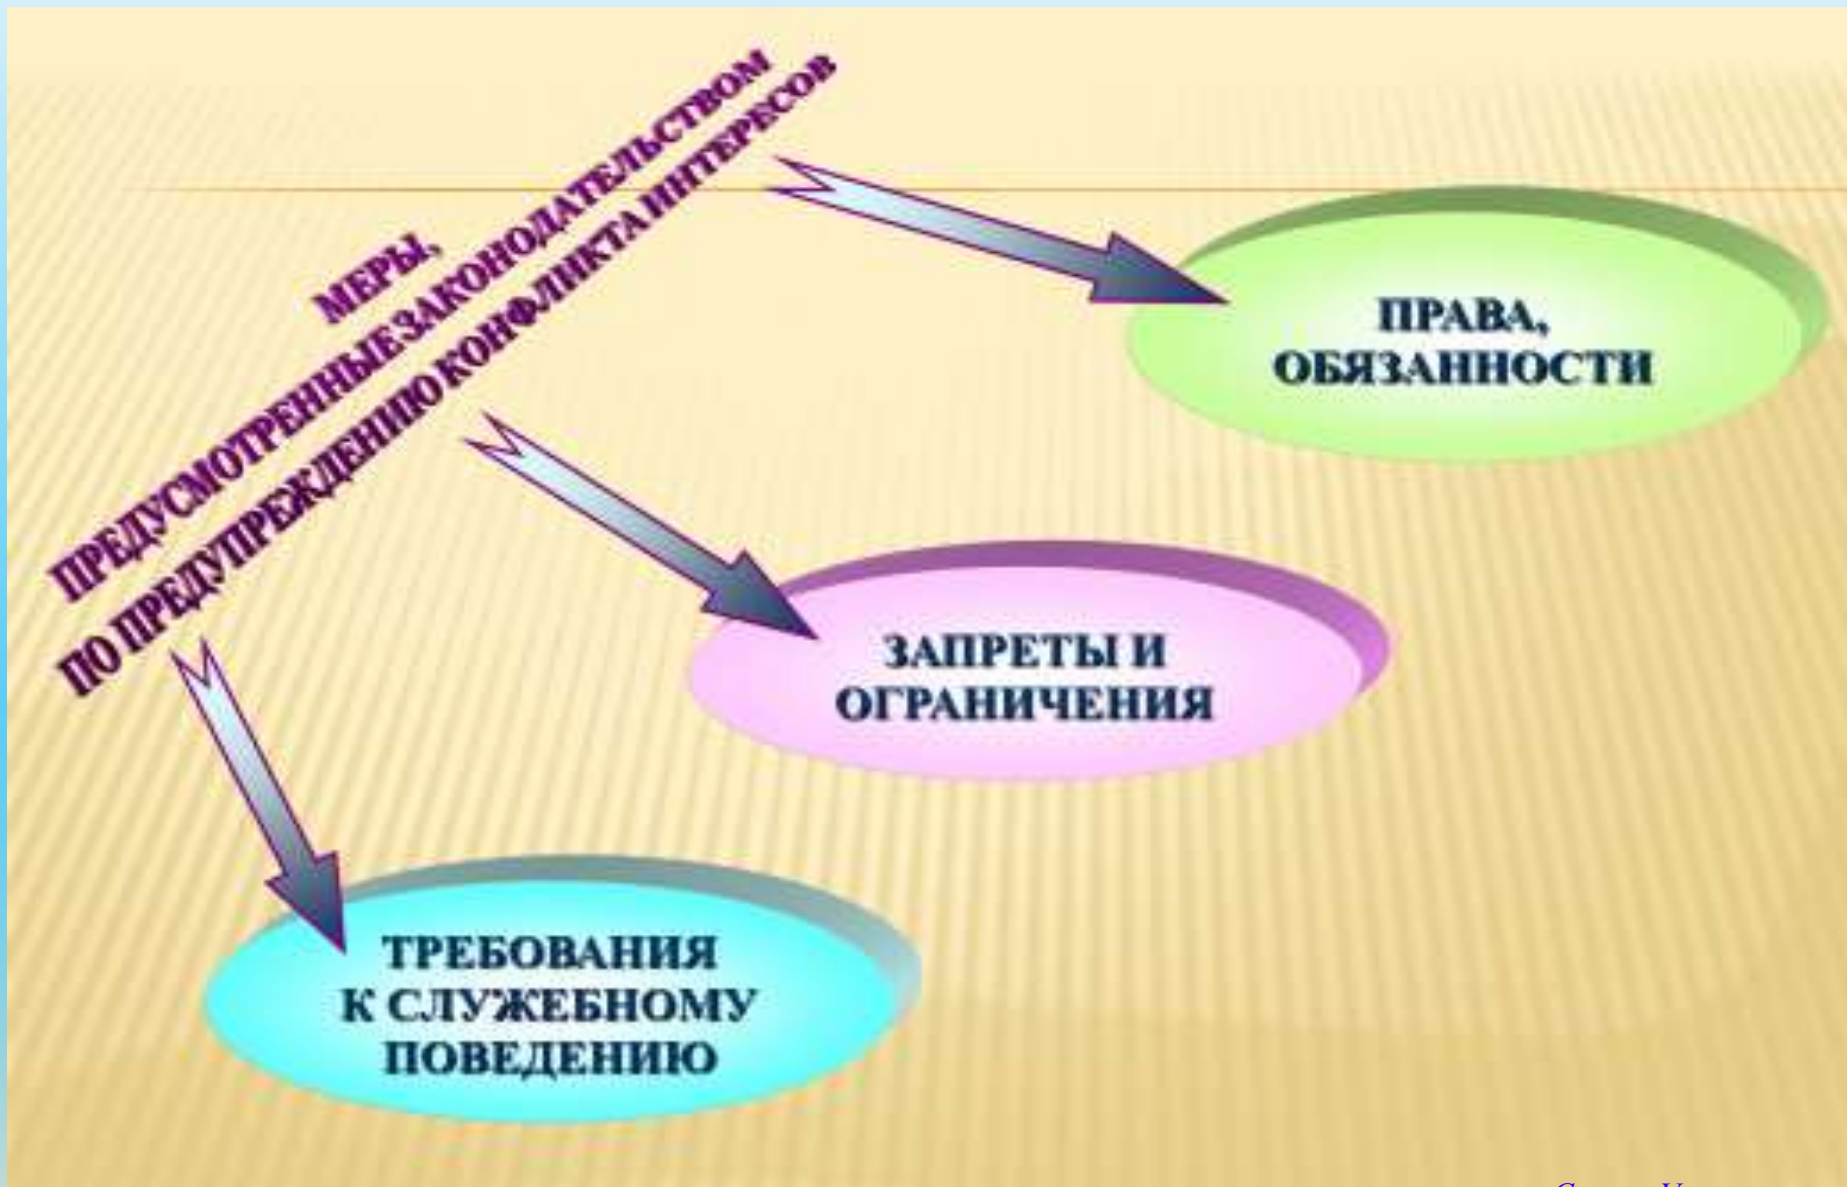 МЕРЫ,
ПРЕДУСМОТРЕННЫЕ ЗАКОНОДАТЕЛЬСТВОМ
ПО ПРЕДУПРЕЖДЕНИЮ КОНФЛИКТА ИНТЕРЕСОВ
ПРАВА,
ОБЯЗАННОСТИ
ЗАПРЕТЫ И
ОГРАНИЧЕНИЯ
ТРЕБОВАНИЯ
К СЛУЖЕБНОМУ
ПОВЕДЕНИЮ